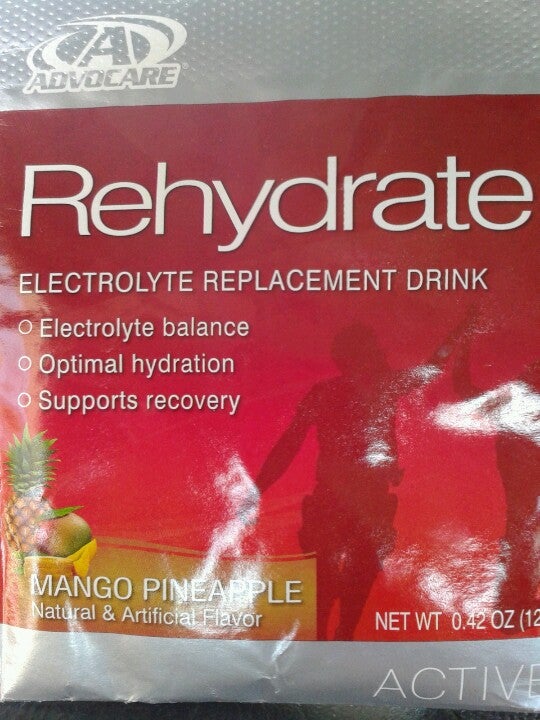 A
ADVOCARE®
Rehydrate
ELECTROLYTE REPLACEMENT DRINK
Electrolyte balance
Optimal hydration
Supports recovery
MANGO PINEAPPLE
Natural & Artificial Flavor
NET WT 0.42 OZ (12
ACTIVE